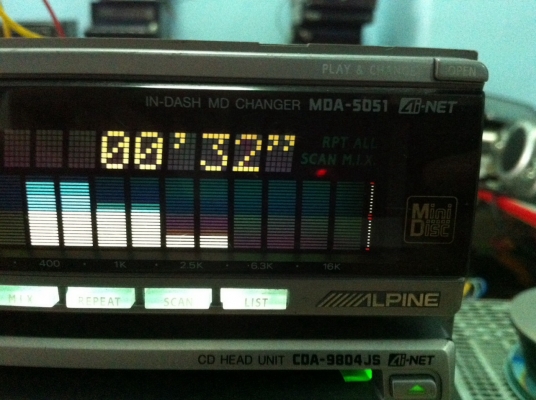 PLAY & CHA OPEN
IN-DASH MD CHANGER MDA-5051 Ai-NET
00'32"
RPT ALL
SCAN M.I.X.
Mini
Disc
400 1K 2.5K 6.3K 16K
M.I.X REPEAT SCAN LIST
ALPINE
CD HEAD UNIT CDA-9804JS Ai-NET